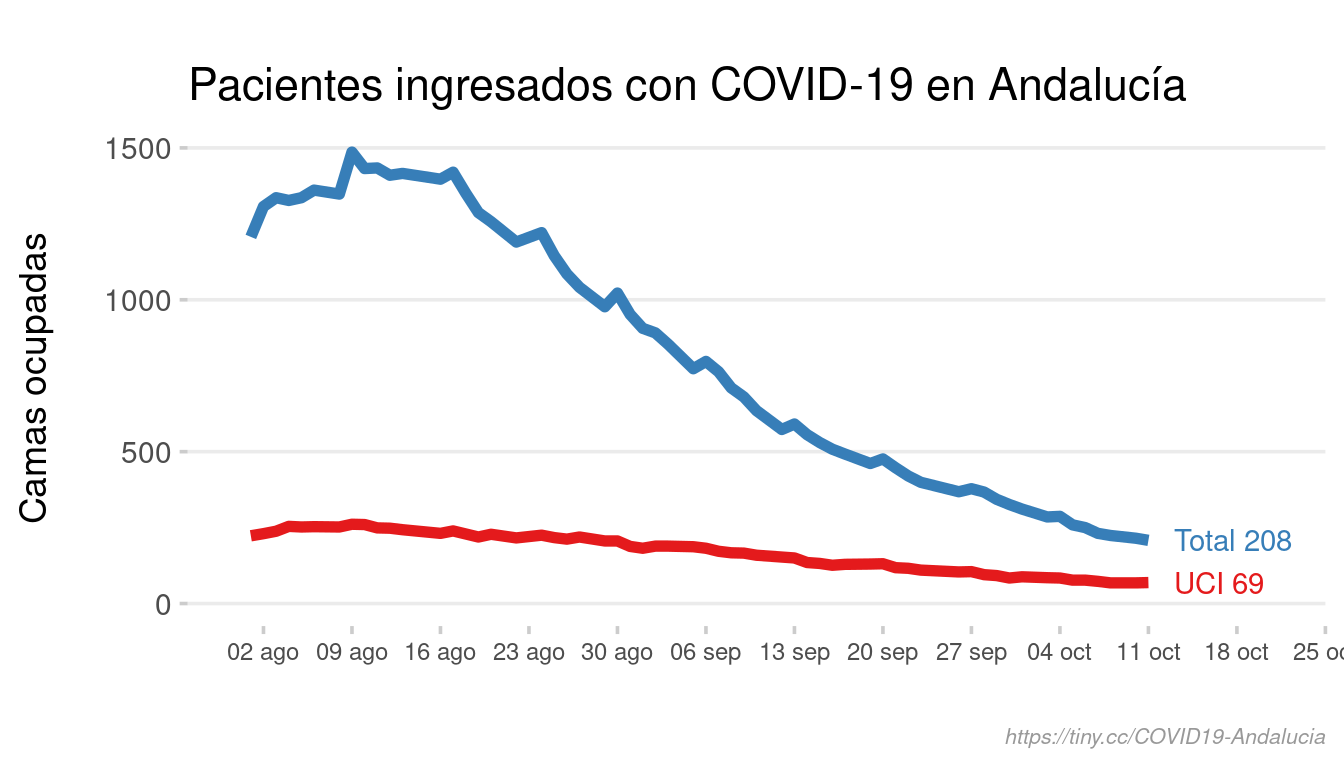 Pacientes ingresados con COVID-19 en Andalucía
Camas ocupadas
1500
1000
500
0
Total 208
UCI 69
02 ago 09 ago 16 ago 23 ago 30 ago 06 sep 13 sep 20 sep 27 sep 04 oct 11 oct 18 oct 25 o
https://tiny.cc/COVID19-Andalucia